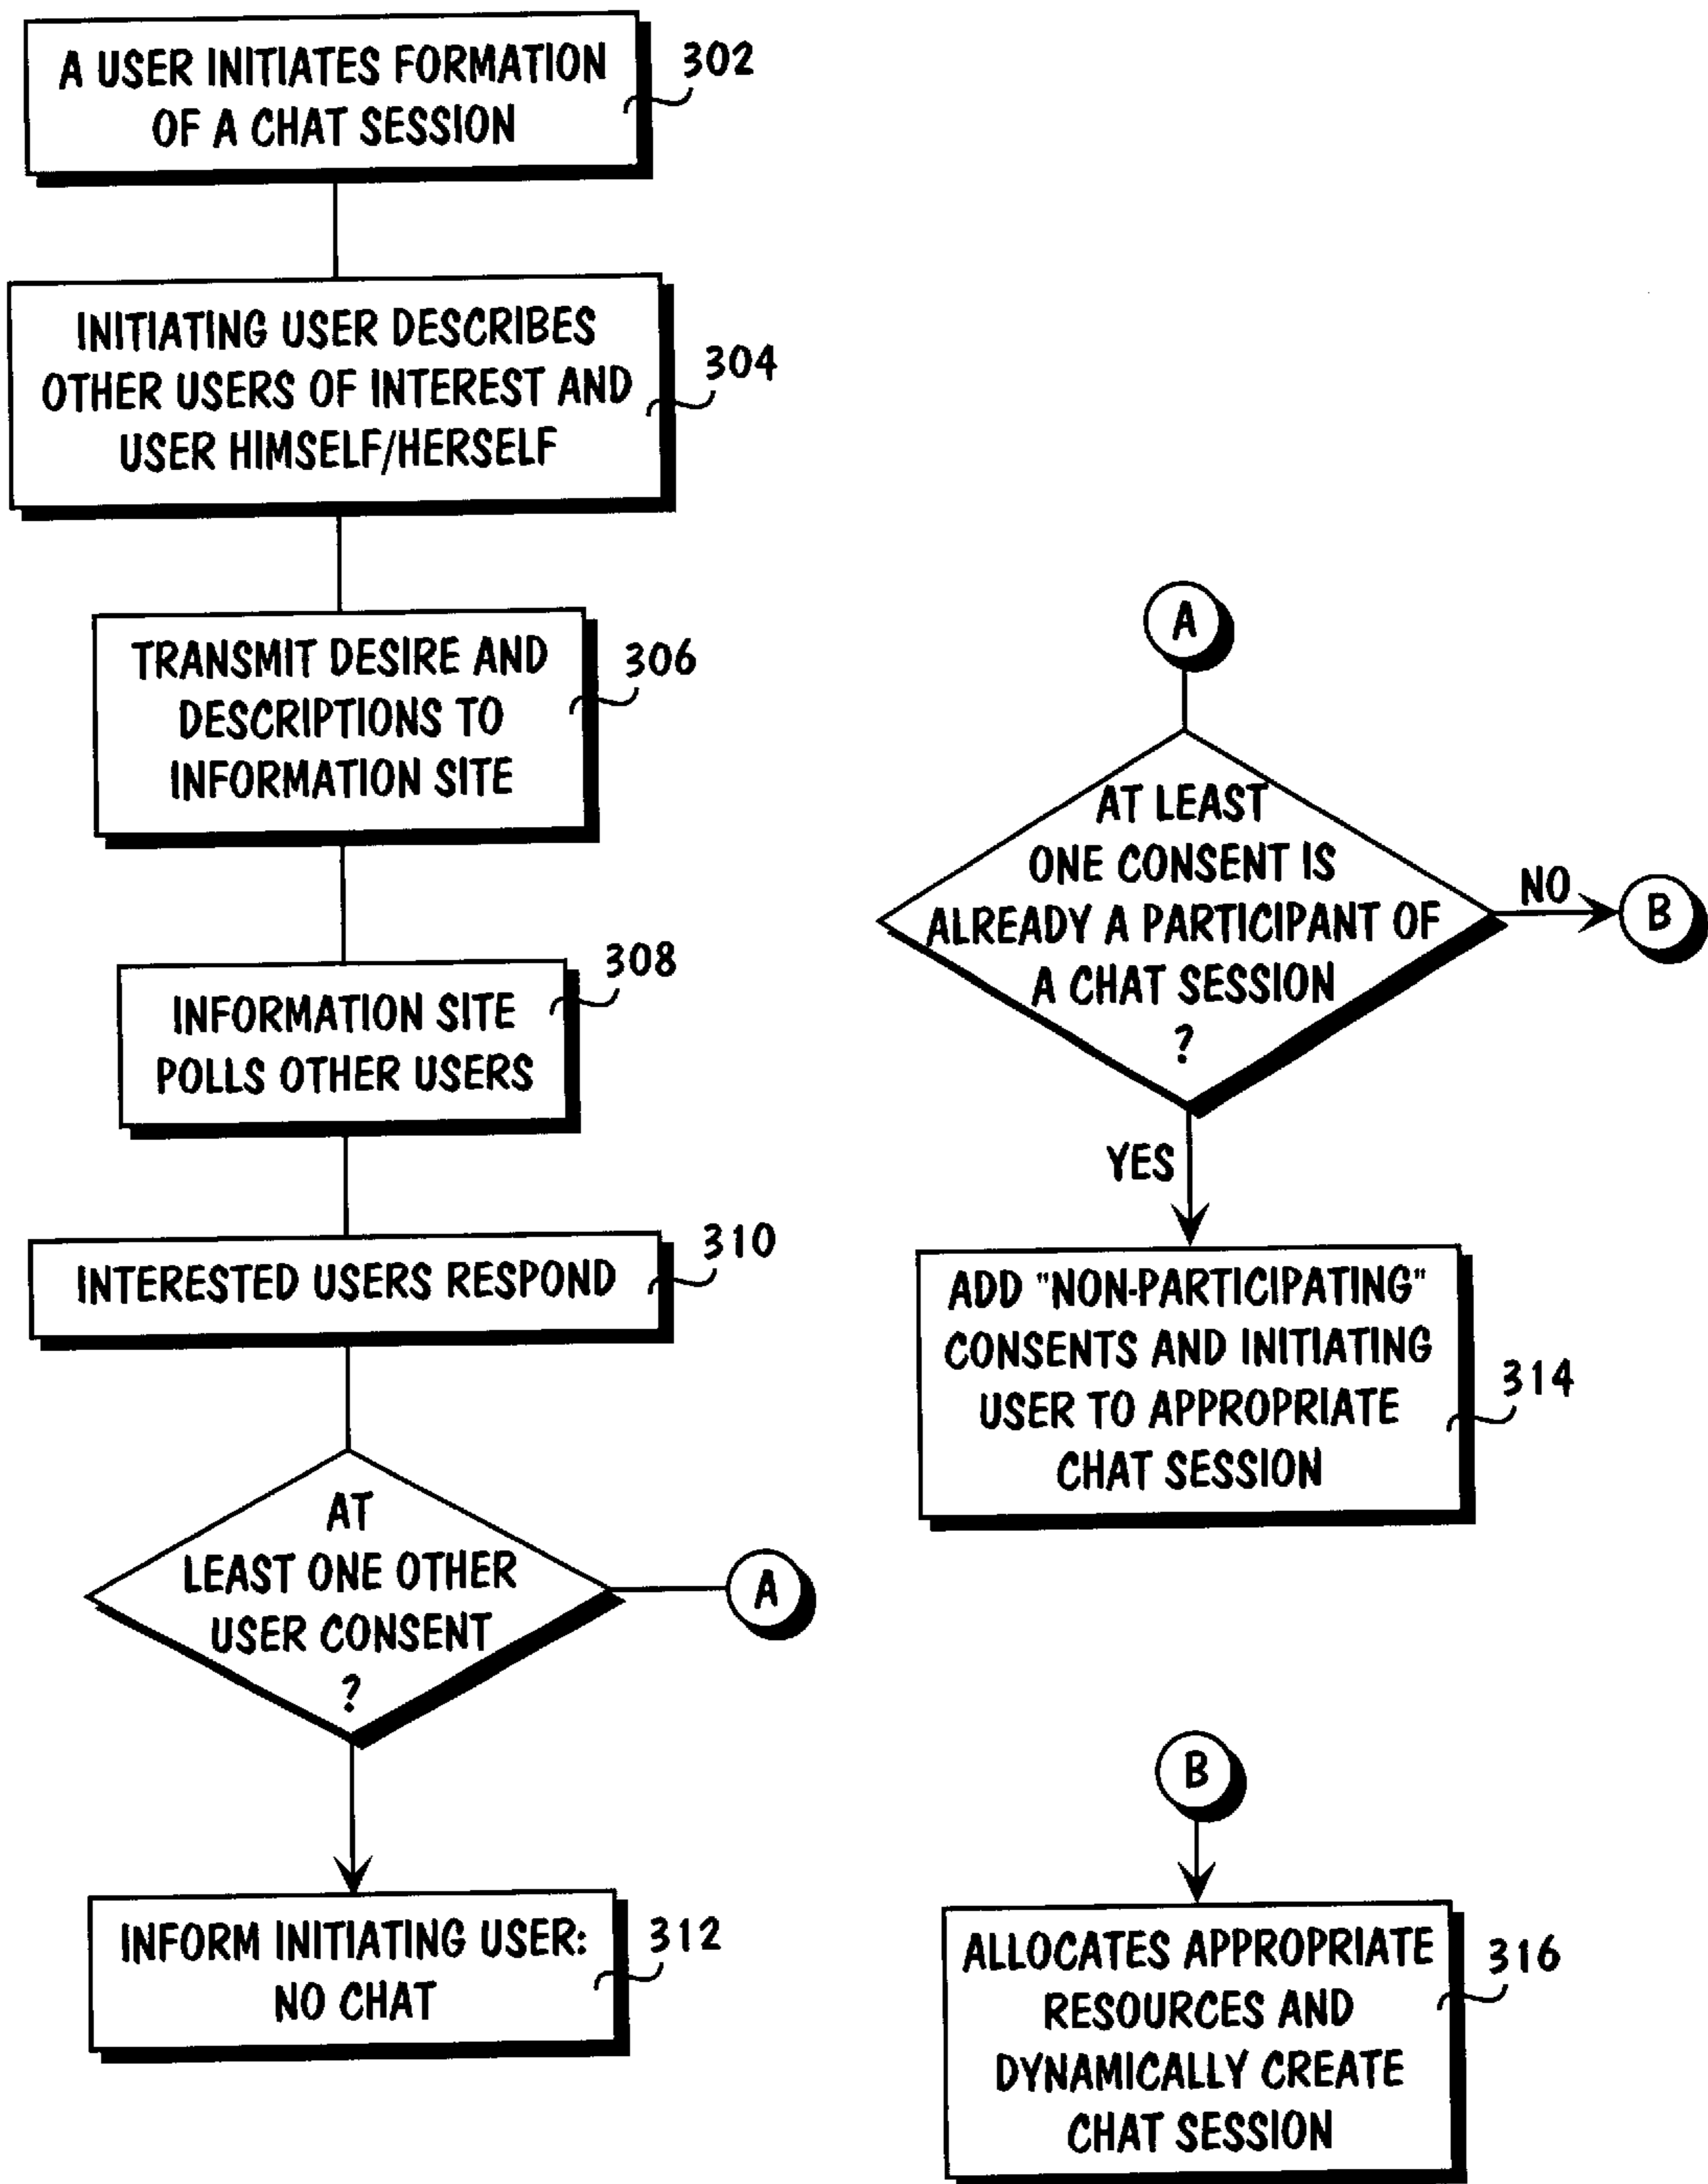 A USER INITIATES FORMATION
OF A CHAT SESSION
302
INITIATING USER DESCRIBES
OTHER USERS OF INTEREST AND
USER HIMSELF/HERSELF
304
TRANSMIT DESIRE AND
DESCRIPTIONS TO
INFORMATION SITE
306
INFORMATION SITE
POLLS OTHER USERS
308
INTERESTED USERS RESPOND
310
AT
LEAST ONE OTHER
USER CONSENT
?
A
INFORM INITIATING USER:
NO CHAT
312
A
AT LEAST
ONE CONSENT IS
ALREADY A PARTICIPANT OF
A CHAT SESSION
?
NO
B
YES
ADD "NON-PARTICIPATING"
CONSENTS AND INITIATING
USER TO APPROPRIATE
CHAT SESSION
314
B
ALLOCATES APPROPRIATE
RESOURCES AND
DYNAMICALLY CREATE
CHAT SESSION
316